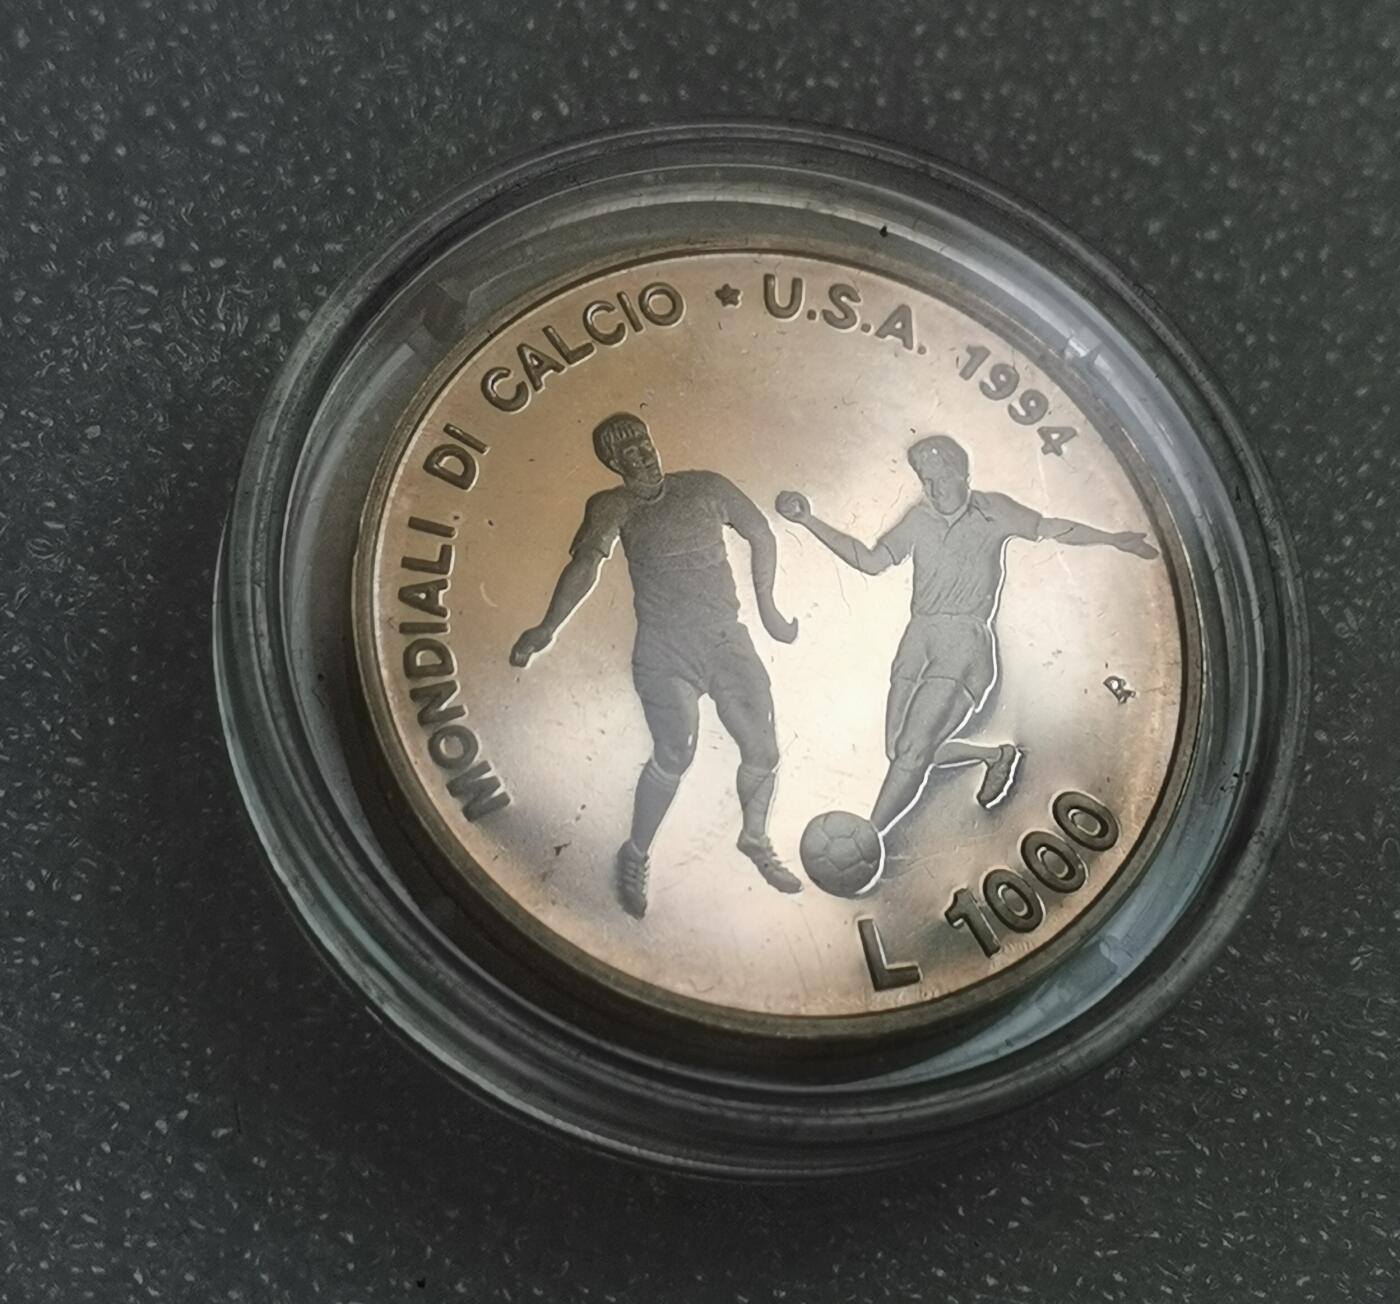 MONDIALI DI CALCIO ★ U.S.A. 1994
R
L 1000